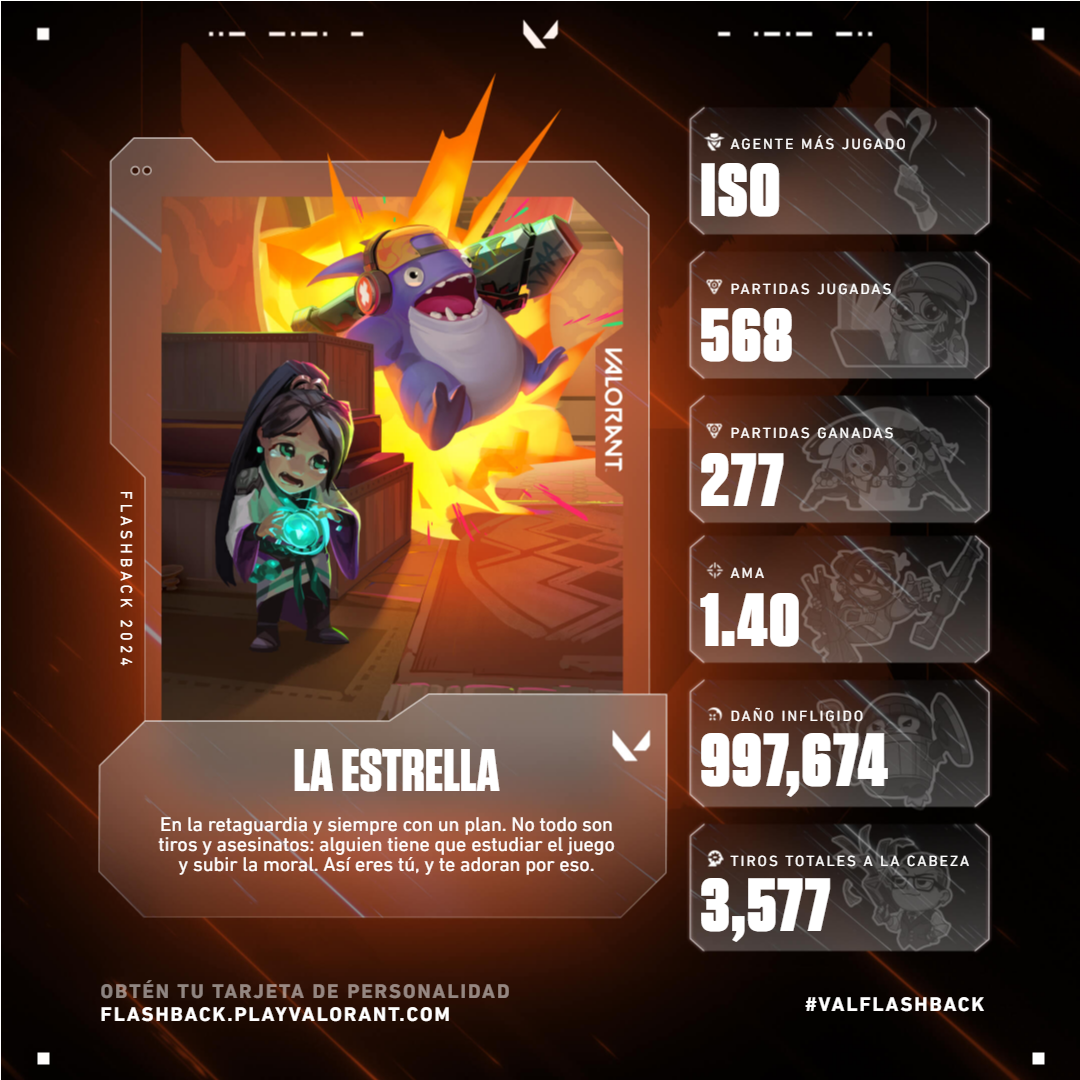 FLASHBACK 2024
VALORANT
LA ESTRELLA
En la retaguardia y siempre con un plan. No todo son
tiros y asesinatos: alguien tiene que estudiar el juego
y subir la moral. Así eres tú, y te adoran por eso.
AGENTE MÁS JUGADO
ISO
PARTIDAS JUGADAS
568
PARTIDAS GANADAS
277
AMA
1.40
DAÑO INFLIGIDO
997,674
TIROS TOTALES A LA CABEZA
3,577
OBTÉN TU TARJETA DE PERSONALIDAD
FLASHBACK.PLAYVALORANT.COM
#VALFLASHBACK